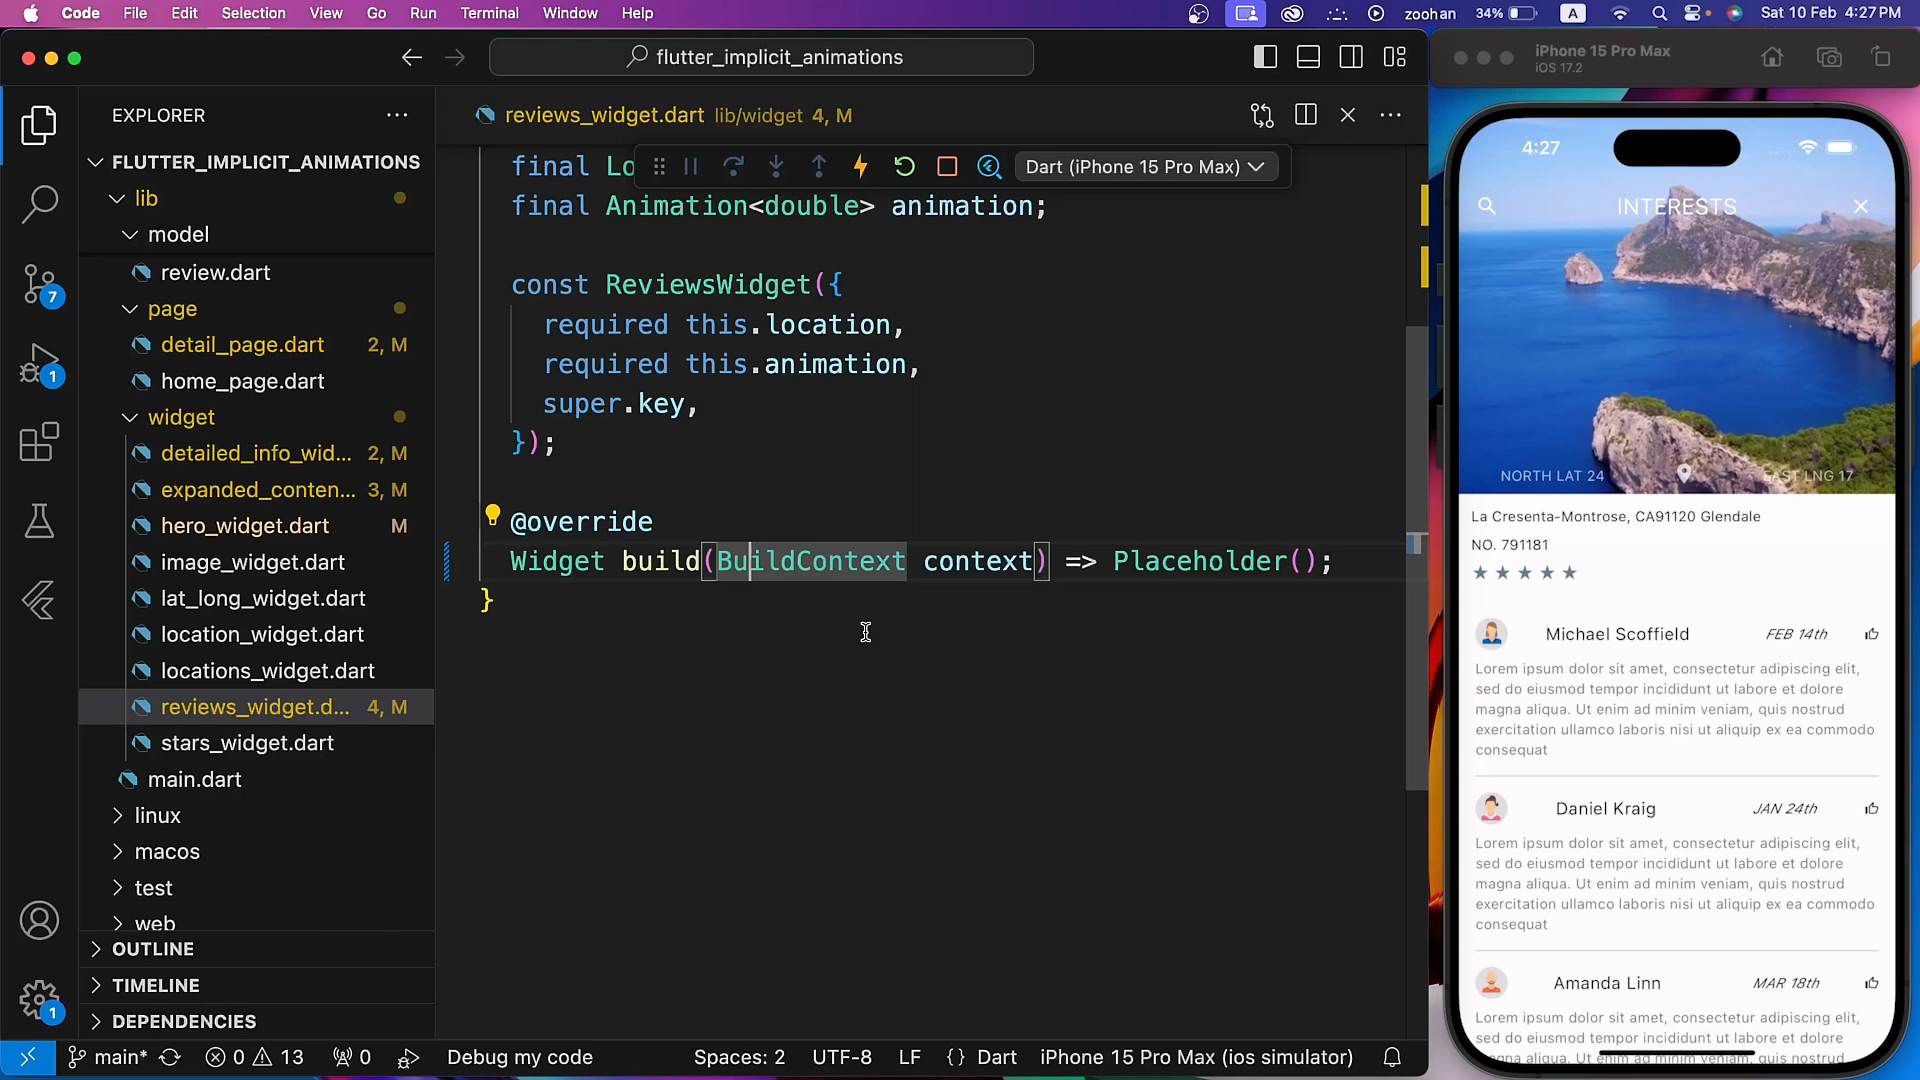 Code File Edit Selection View Go Run Terminal Window Help zoohan 34% A Sat 10 Feb 4:27 PM
flutter_implicit_animations
EXPLORER
FLUTTER_IMPLICIT_ANIMATIONS
lib
model
review.dart
page
detail_page.dart 2, M
home_page.dart
widget
detailed_info_wid... 2, M
expanded_conten... 3, M
hero_widget.dart M
image_widget.dart
lat_long_widget.dart
location_widget.dart
locations_widget.dart
reviews_widget.d... 4, M
stars_widget.dart
main.dart
linux
macos
test
web
OUTLINE
TIMELINE
DEPENDENCIES
7
1
1
reviews_widget.dart lib/widget 4, M
Dart (iPhone 15 Pro Max)
final Lo
final Animation<double> animation;
const ReviewsWidget({
required this.location,
required this.animation,
super.key,
});
@override
Widget build(BuildContext context) => Placeholder();
}
main* 0 13 0 Debug my code Spaces: 2 UTF-8 LF {} Dart iPhone 15 Pro Max (ios simulator)
iPhone 15 Pro Max
iOS 17.2
4:27
INTERESTS
NORTH LAT 24 EAST LNG 17
La Cresenta-Montrose, CA91120 Glendale
NO. 791181
Michael Scoffield FEB 14th
Lorem ipsum dolor sit amet, consectetur adipiscing elit,
sed do eiusmod tempor incididunt ut labore et dolore
magna aliqua. Ut enim ad minim veniam, quis nostrud
exercitation ullamco laboris nisi ut aliquip ex ea commodo
consequat
Daniel Kraig JAN 24th
Lorem ipsum dolor sit amet, consectetur adipiscing elit,
sed do eiusmod tempor incididunt ut labore et dolore
magna aliqua. Ut enim ad minim veniam, quis nostrud
exercitation ullamco laboris nisi ut aliquip ex ea commodo
consequat
Amanda Linn MAR 18th
Lorem ipsum dolor sit amet, consectetur adipiscing elit,
sed do eiusmod tempor incididunt ut labore et dolore
magna aliqua. Ut enim ad minim veniam, quis nostrud